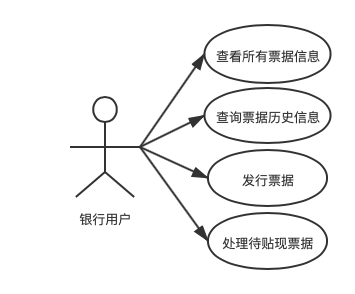 查看所有票据信息
查询票据历史信息
发行票据
银行用户
处理待贴现票据